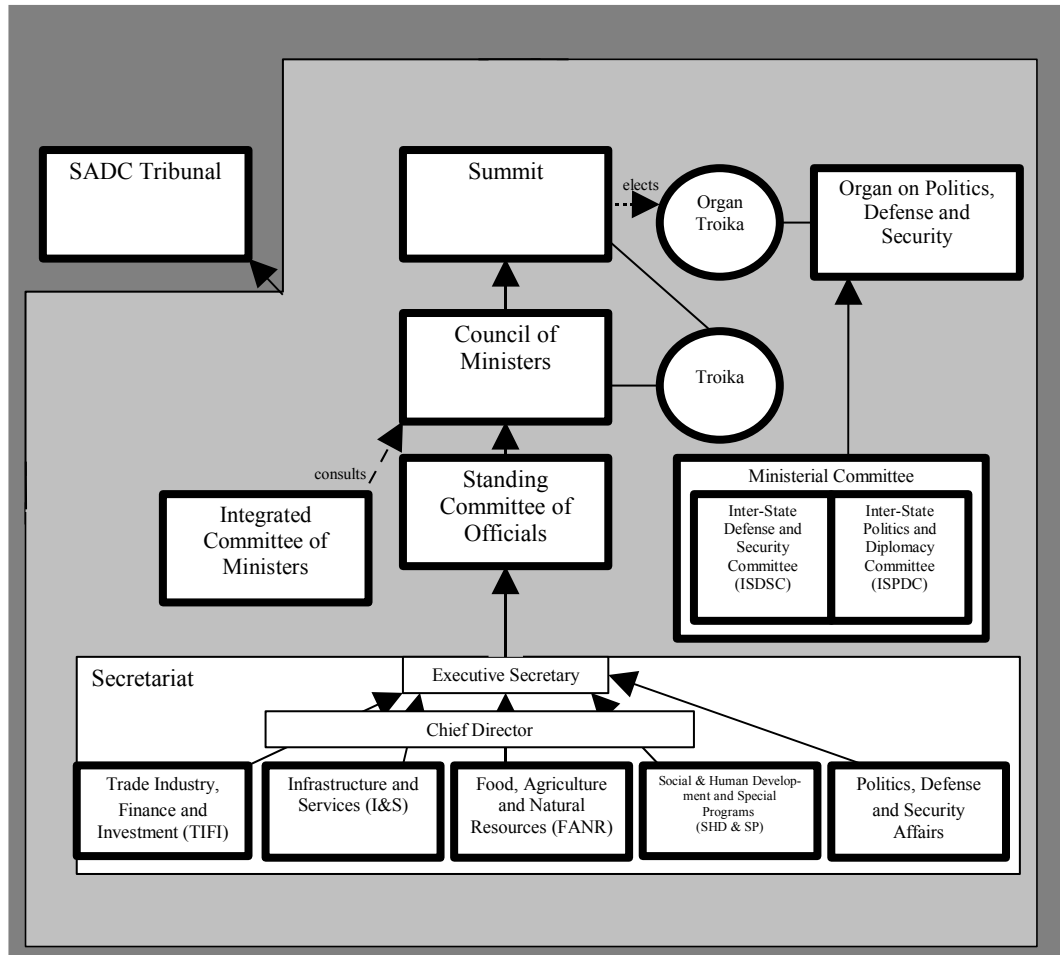 SADC Tribunal
Summit
elects
Organ
Troika
Organ on Politics,
Defense and
Security
Council of
Ministers
Troika
consults
Integrated
Committee of
Ministers
Standing
Committee of
Officials
Ministerial Committee
Inter-State
Defense and
Security
Committee
(ISDSC)
Inter-State
Politics and
Diplomacy
Committee
(ISPDC)
Secretariat
Executive Secretary
Chief Director
Trade Industry,
Finance and
Investment (TIFI)
Infrastructure and
Services (I&S)
Food, Agriculture
and Natural
Resources (FANR)
Social & Human Develop-
ment and Special
Programs
(SHD & SP)
Politics, Defense
and Security
Affairs